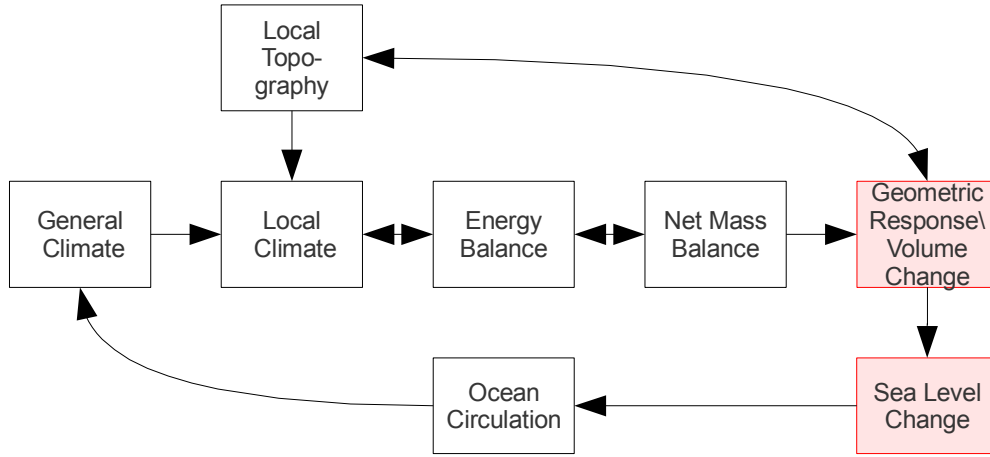 Local
Topo-
graphy
General
Climate
Local
Climate
Energy
Balance
Net Mass
Balance
Geometric
Response\
Volume
Change
Ocean
Circulation
Sea Level
Change